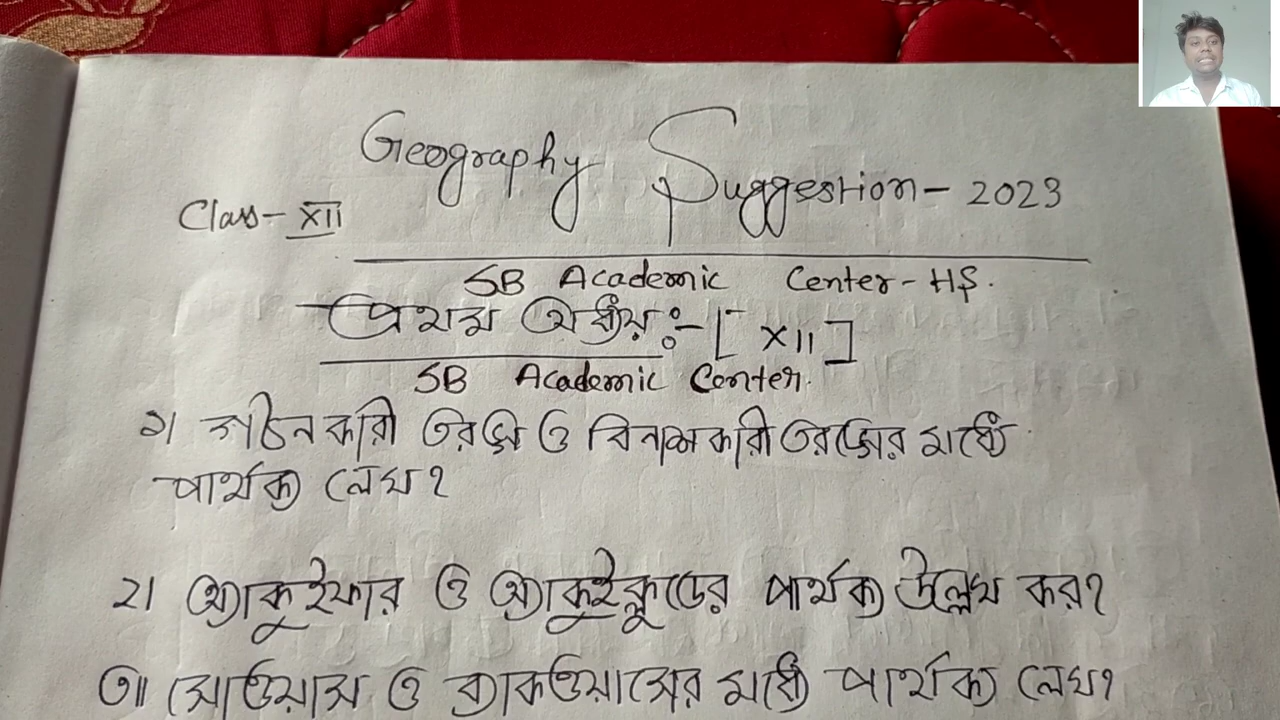 Geography Suggestion - 2023
Class - XII
SB Academic Center - HS.
প্রথম অধ্যায় :- [ XII ]
SB Academic Center.
১। গঠনকারী তরঙ্গ ও বিনাশকারী তরঙ্গের মধ্যে
পার্থক্য লেখ?
২। অ্যাকুইফার ও অ্যাকুইক্লুডের পার্থক্য উল্লেখ কর?
৩॥ সোওয়াস ও ব্যাকওয়াসের মধ্যে পার্থক্য লেখ?